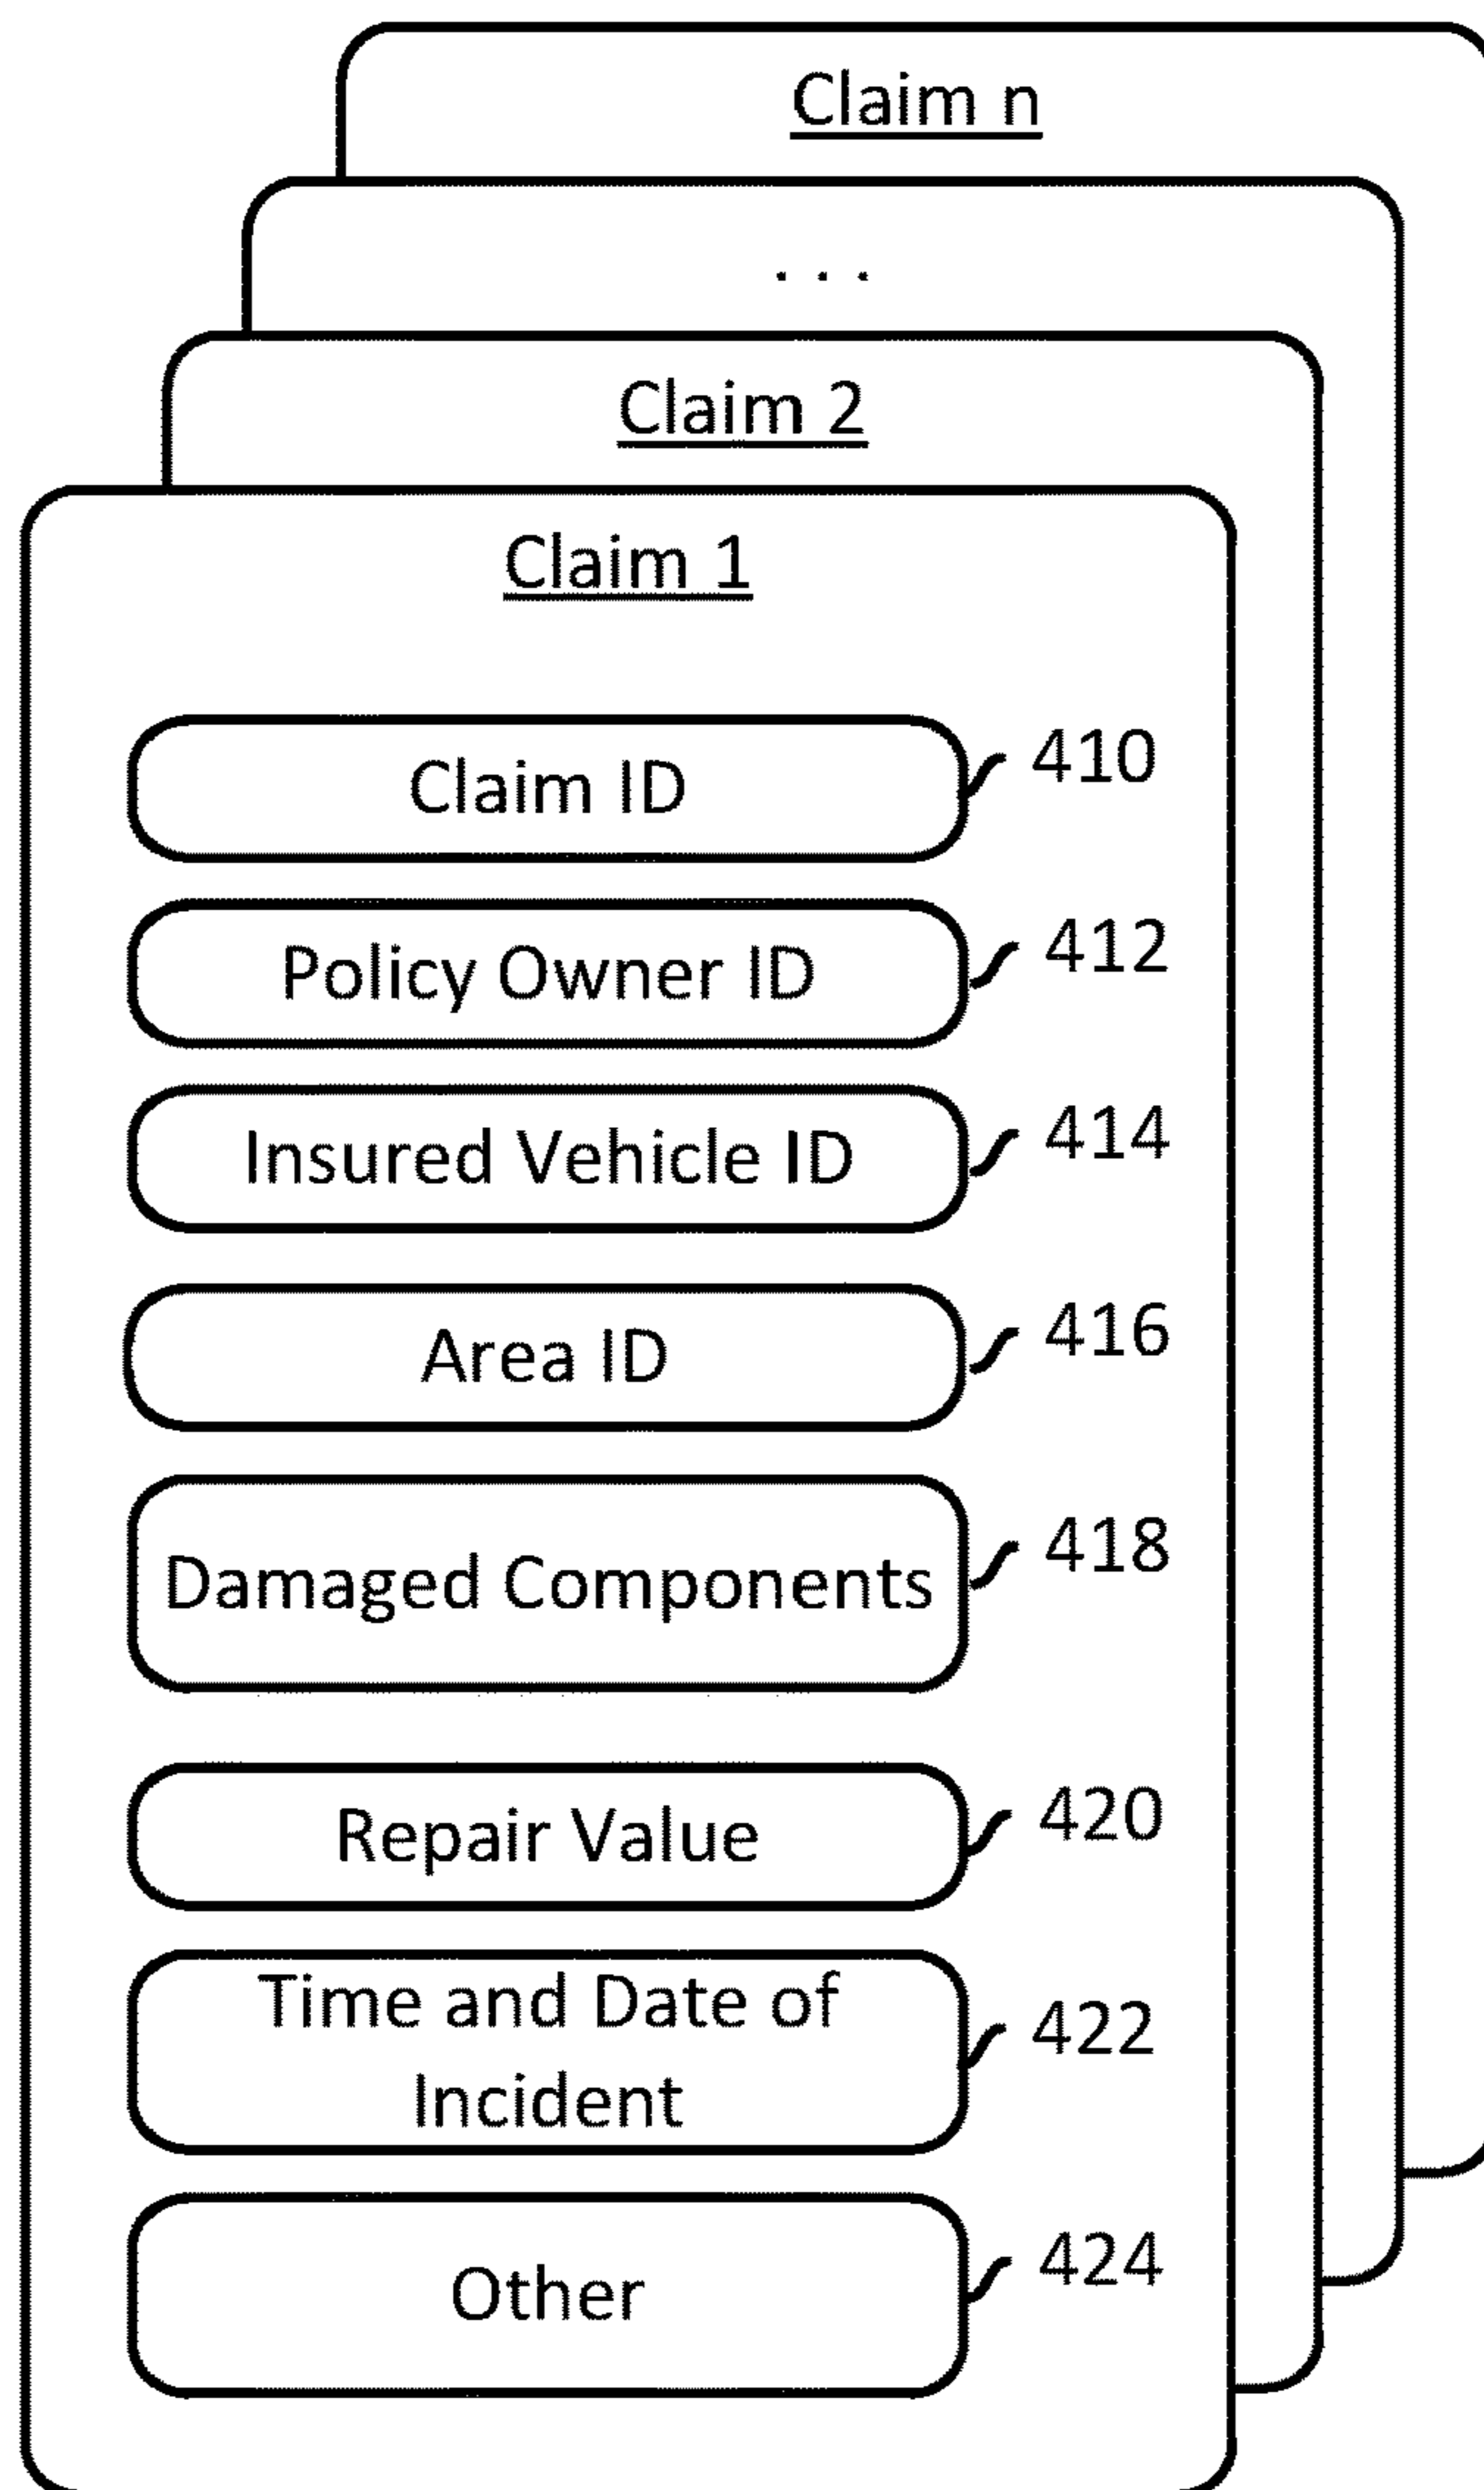 Claim n
. . .
Claim 2
Claim 1
Claim ID 410
Policy Owner ID 412
Insured Vehicle ID 414
Area ID 416
Damaged Components 418
Repair Value 420
Time and Date of
Incident 422
Other 424